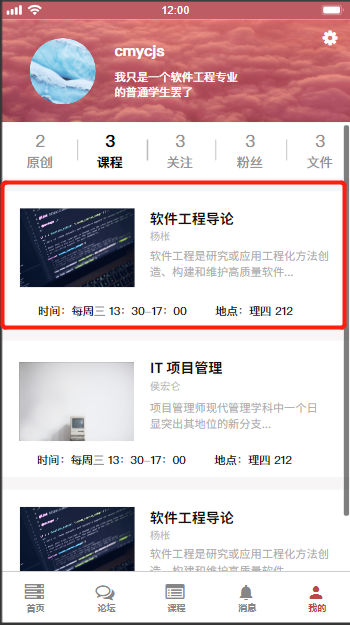 12:00
cmycjs
我只是一个软件工程专业
的普通学生罢了
2 3 3 3 3
原创 课程 关注 粉丝 文件
软件工程导论
杨枨
软件工程是研究或应用工程化方法创
造、构建和维护高质量软件...
时间：每周三 13：30-17：00 地点：理四 212
IT 项目管理
侯宏仑
项目管理师现代管理学科中一个日
显突出其地位的新分支...
时间：每周三 13：30-17：00 地点：理四 212
软件工程导论
杨枨
软件工程是研究或应用工程化方法创
造、构建和维护高质量软件
首页 论坛 课程 消息 我的